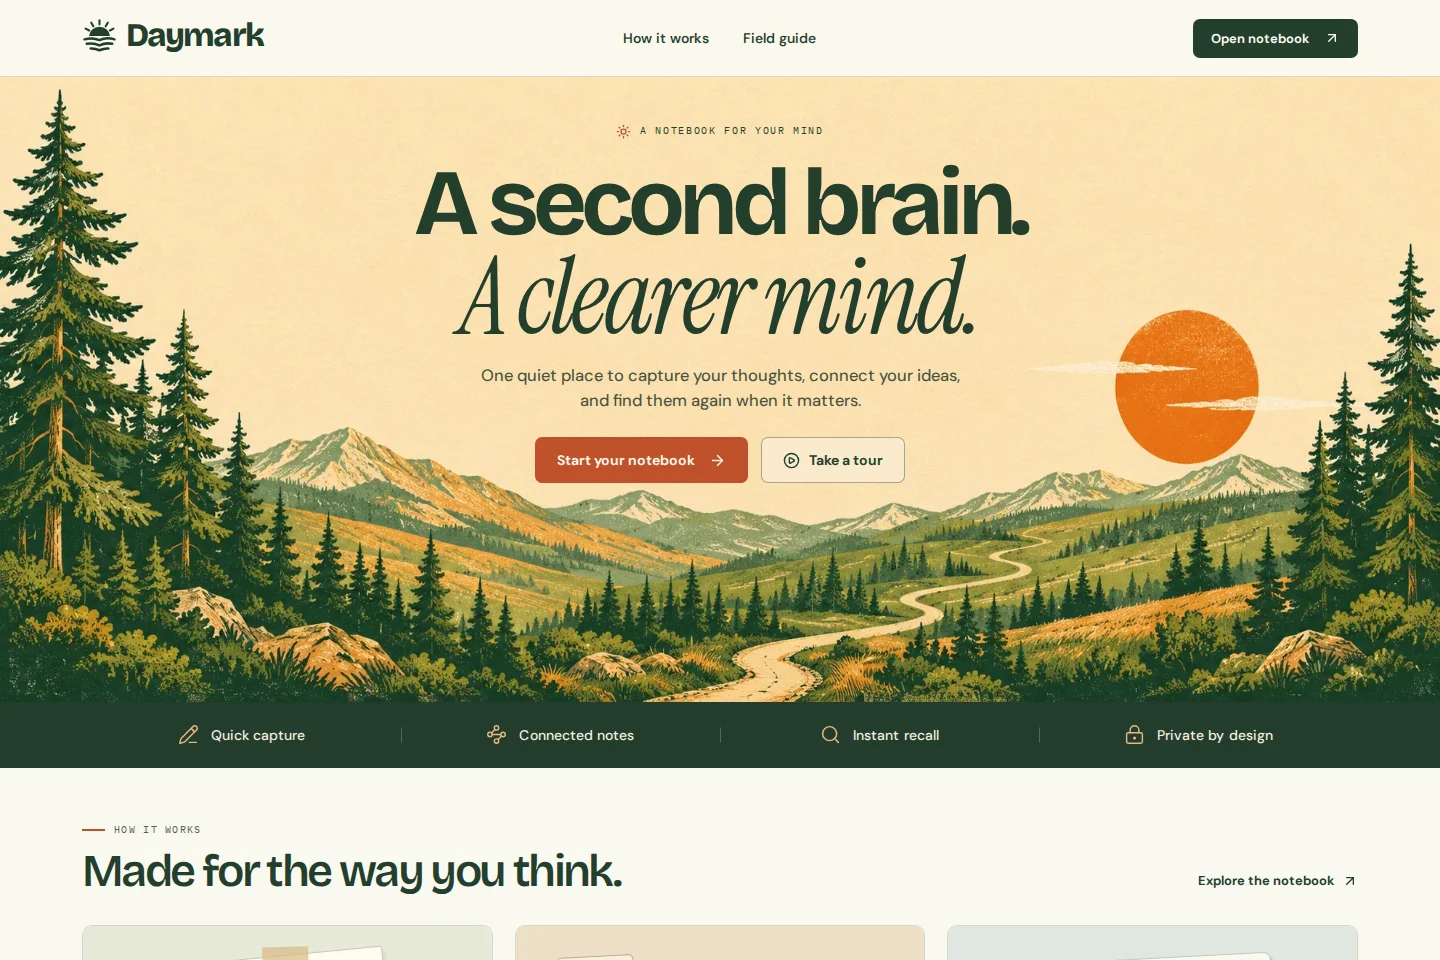 Daymark
How it works
Field guide
Open notebook
A NOTEBOOK FOR YOUR MIND
A second brain.
A clearer mind.
One quiet place to capture your thoughts, connect your ideas,
and find them again when it matters.
Start your notebook
Take a tour
Quick capture
Connected notes
Instant recall
Private by design
HOW IT WORKS
Made for the way you think.
Explore the notebook